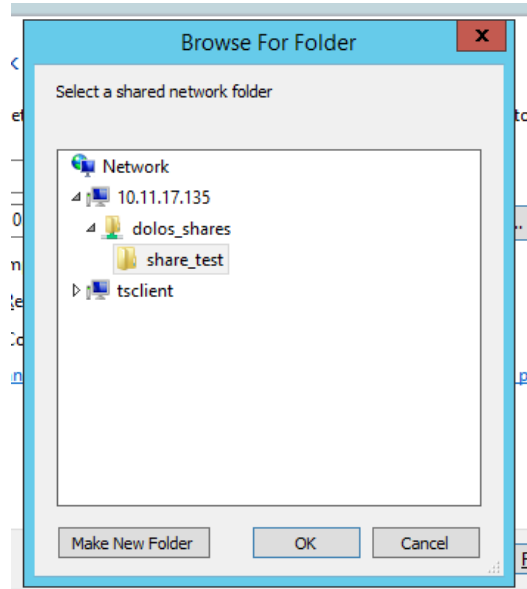 Browse For Folder
x
Select a shared network folder
Network
10.11.17.135
dolos_shares
share_test
tsclient
Make New Folder
OK
Cancel